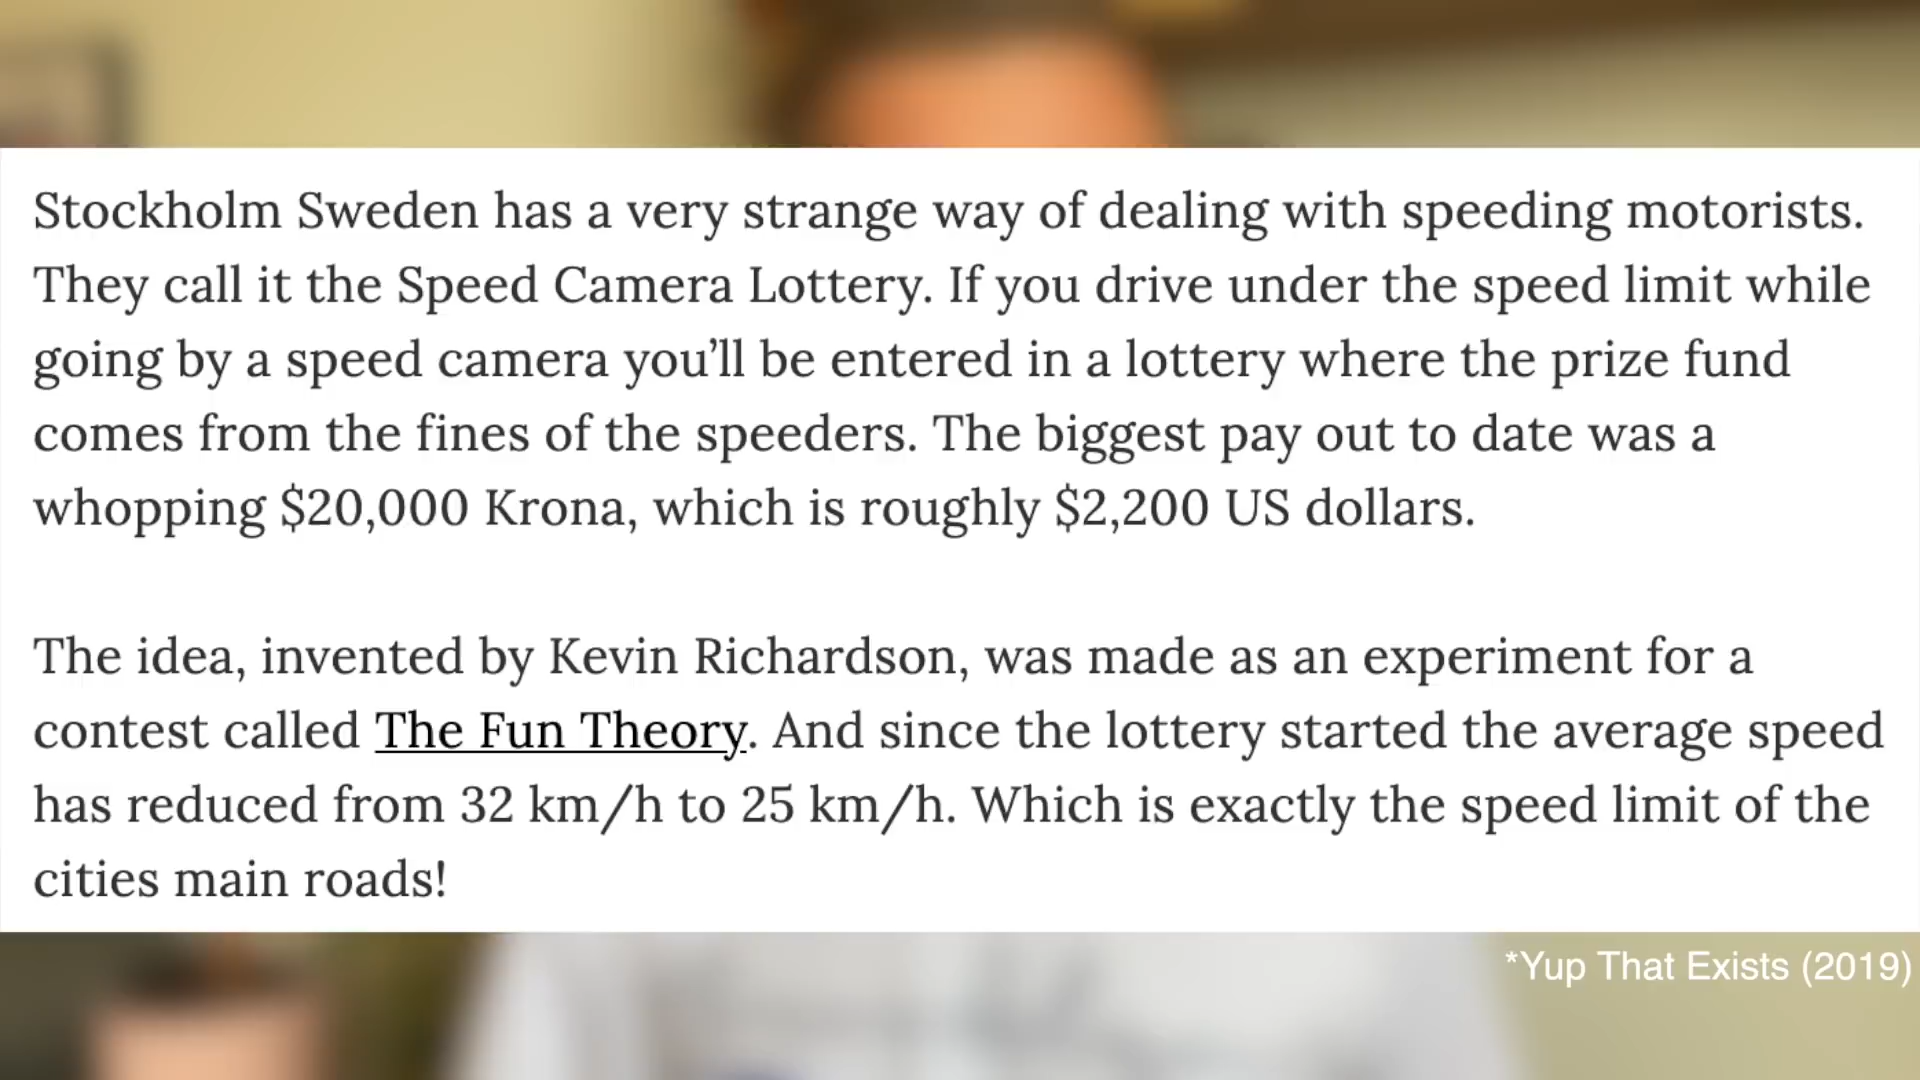 Stockholm Sweden has a very strange way of dealing with speeding motorists.
They call it the Speed Camera Lottery. If you drive under the speed limit while
going by a speed camera you’ll be entered in a lottery where the prize fund
comes from the fines of the speeders. The biggest pay out to date was a
whopping $20,000 Krona, which is roughly $2,200 US dollars.
The idea, invented by Kevin Richardson, was made as an experiment for a
contest called The Fun Theory. And since the lottery started the average speed
has reduced from 32 km/h to 25 km/h. Which is exactly the speed limit of the
cities main roads!
*Yup That Exists (2019)